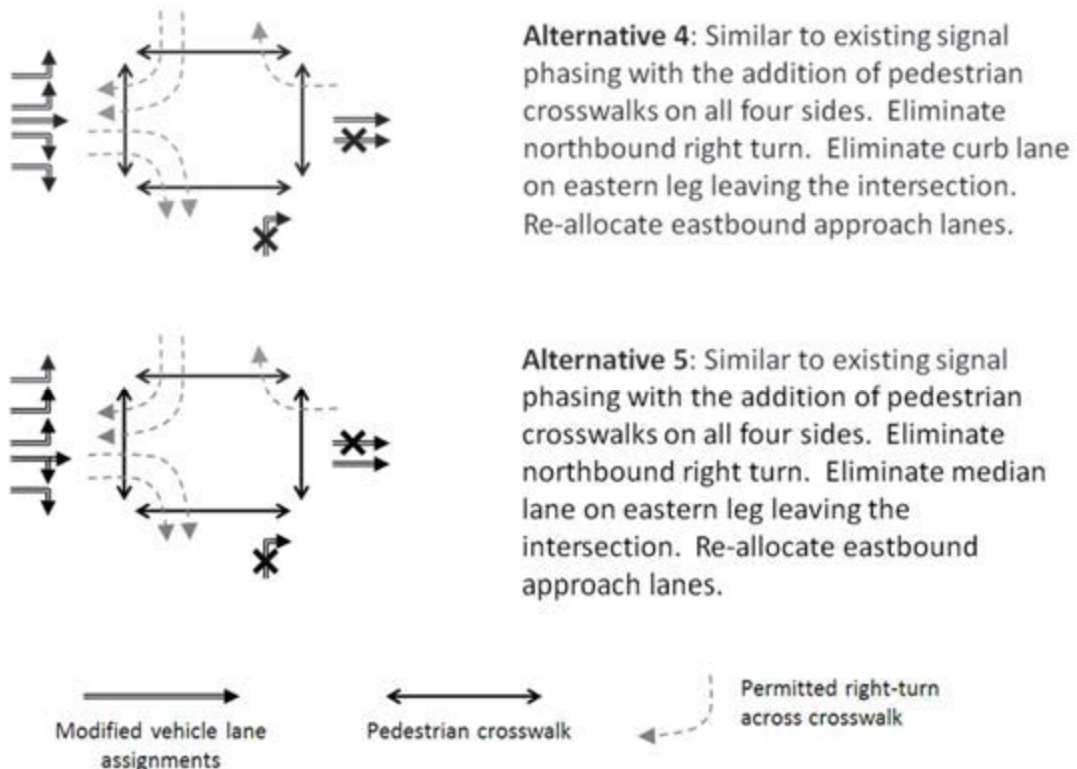 Alternative 4: Similar to existing signal
phasing with the addition of pedestrian
crosswalks on all four sides.  Eliminate
northbound right turn.  Eliminate curb lane
on eastern leg leaving the intersection.
Re-allocate eastbound approach lanes.
Alternative 5: Similar to existing signal
phasing with the addition of pedestrian
crosswalks on all four sides.  Eliminate
northbound right turn.  Eliminate median
lane on eastern leg leaving the
intersection.  Re-allocate eastbound
approach lanes.
Modified vehicle lane
assignments
Pedestrian crosswalk
Permitted right-turn
across crosswalk